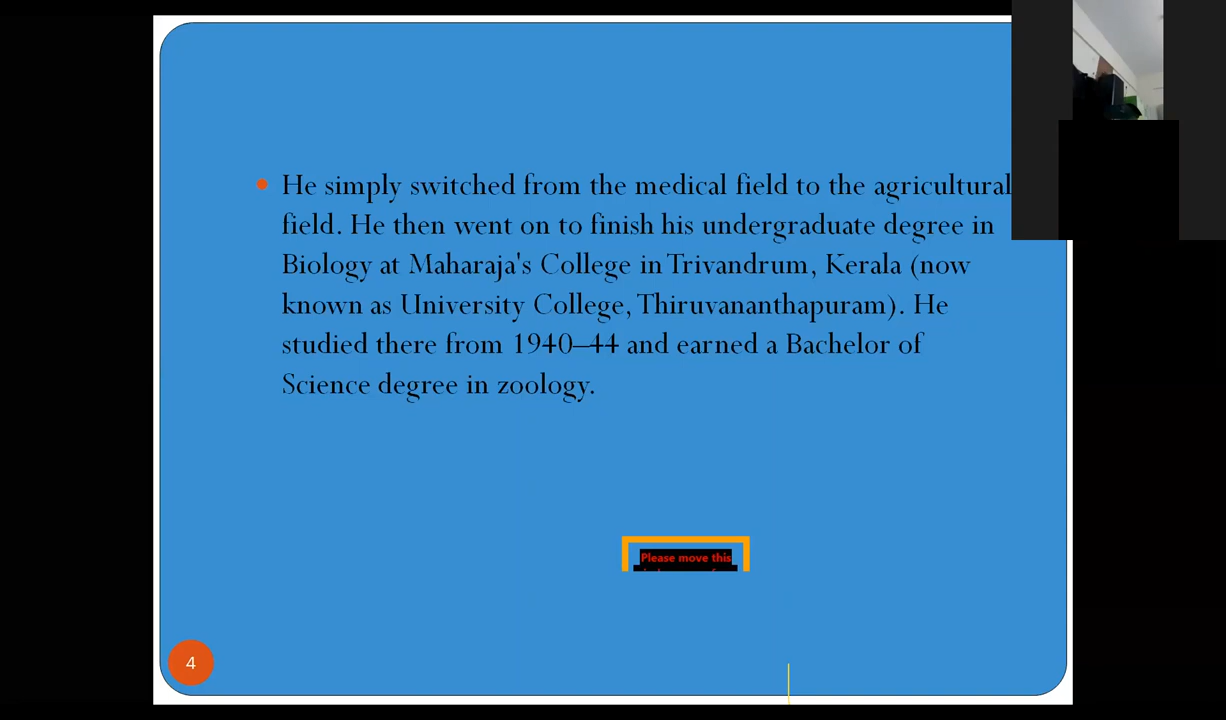 He simply switched from the medical field to the agricultural
field. He then went on to finish his undergraduate degree in
Biology at Maharaja's College in Trivandrum, Kerala (now
known as University College, Thiruvananthapuram). He
studied there from 1940–44 and earned a Bachelor of
Science degree in zoology.
Please move this
4